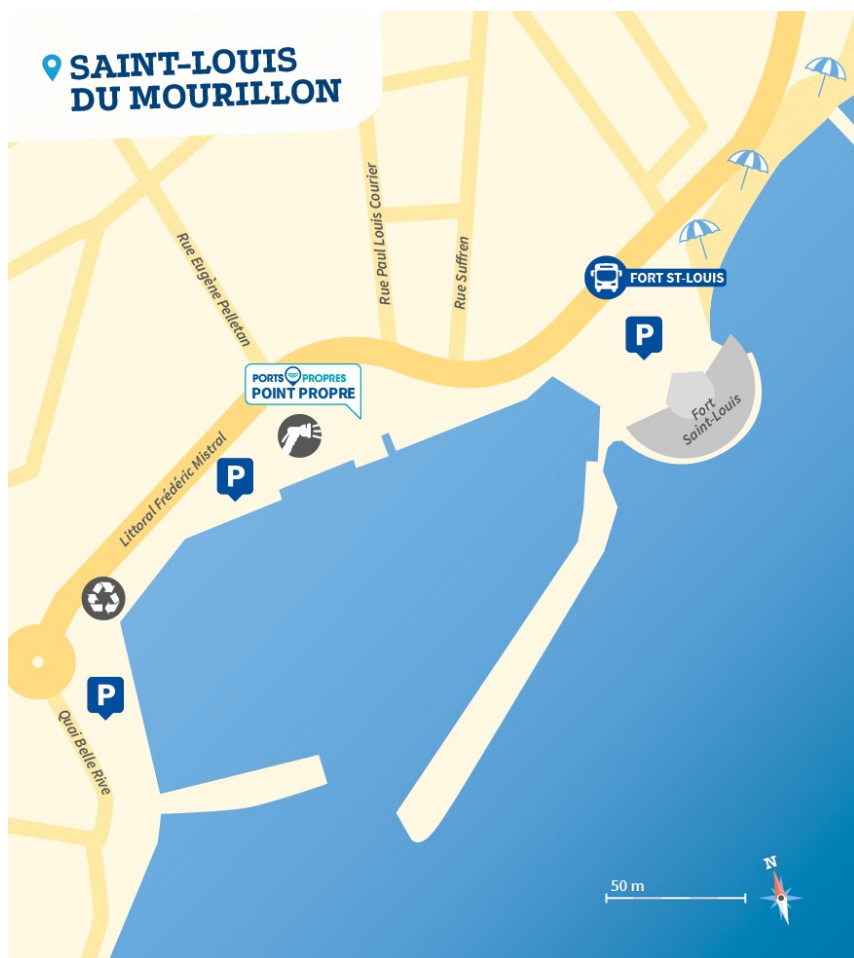 SAINT-LOUIS
DU MOURILLON
Rue Eugène Pelletan
Rue Paul Louis Courier
Rue Suffren
FORT ST-LOUIS
P
PORTS PROPRES
POINT PROPRE
Fort
Saint-Louis
Littoral Frédéric Mistral
P
P
Quai Belle Rive
50 m
N